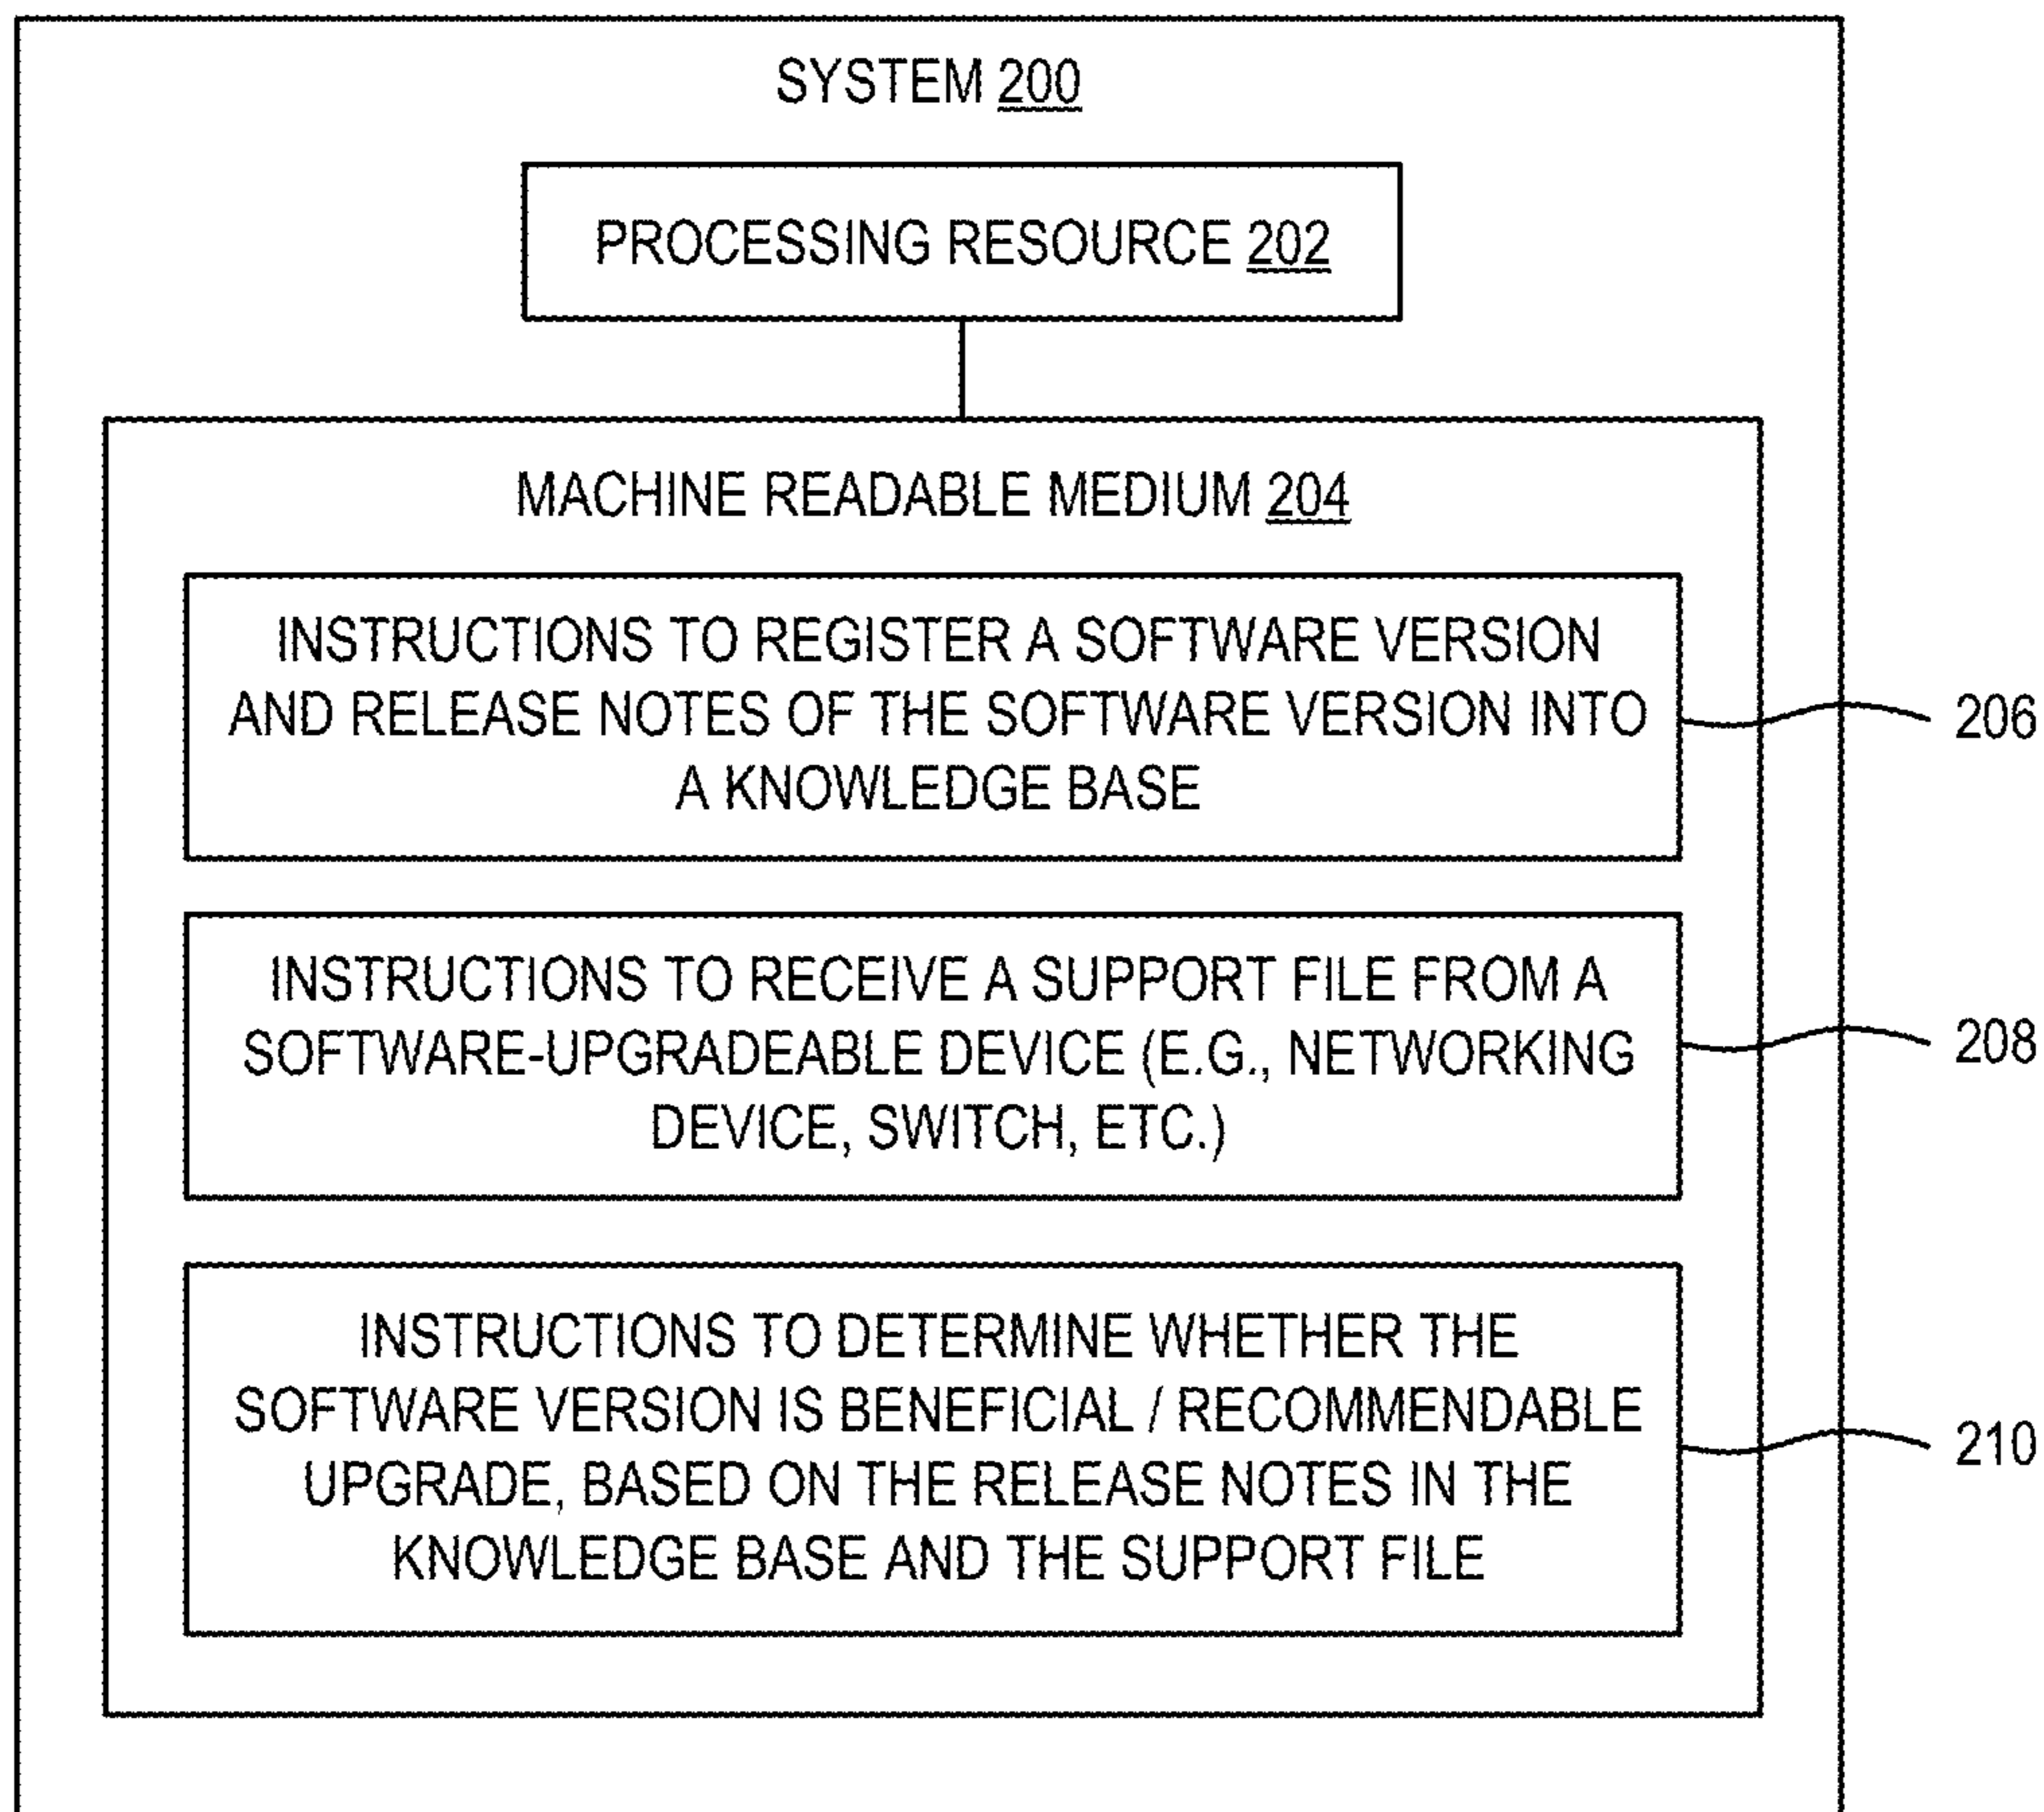 SYSTEM 200
PROCESSING RESOURCE 202
MACHINE READABLE MEDIUM 204
INSTRUCTIONS TO REGISTER A SOFTWARE VERSION
AND RELEASE NOTES OF THE SOFTWARE VERSION INTO
A KNOWLEDGE BASE
206
INSTRUCTIONS TO RECEIVE A SUPPORT FILE FROM A
SOFTWARE-UPGRADEABLE DEVICE (E.G., NETWORKING
DEVICE, SWITCH, ETC.)
208
INSTRUCTIONS TO DETERMINE WHETHER THE
SOFTWARE VERSION IS BENEFICIAL / RECOMMENDABLE
UPGRADE, BASED ON THE RELEASE NOTES IN THE
KNOWLEDGE BASE AND THE SUPPORT FILE
210